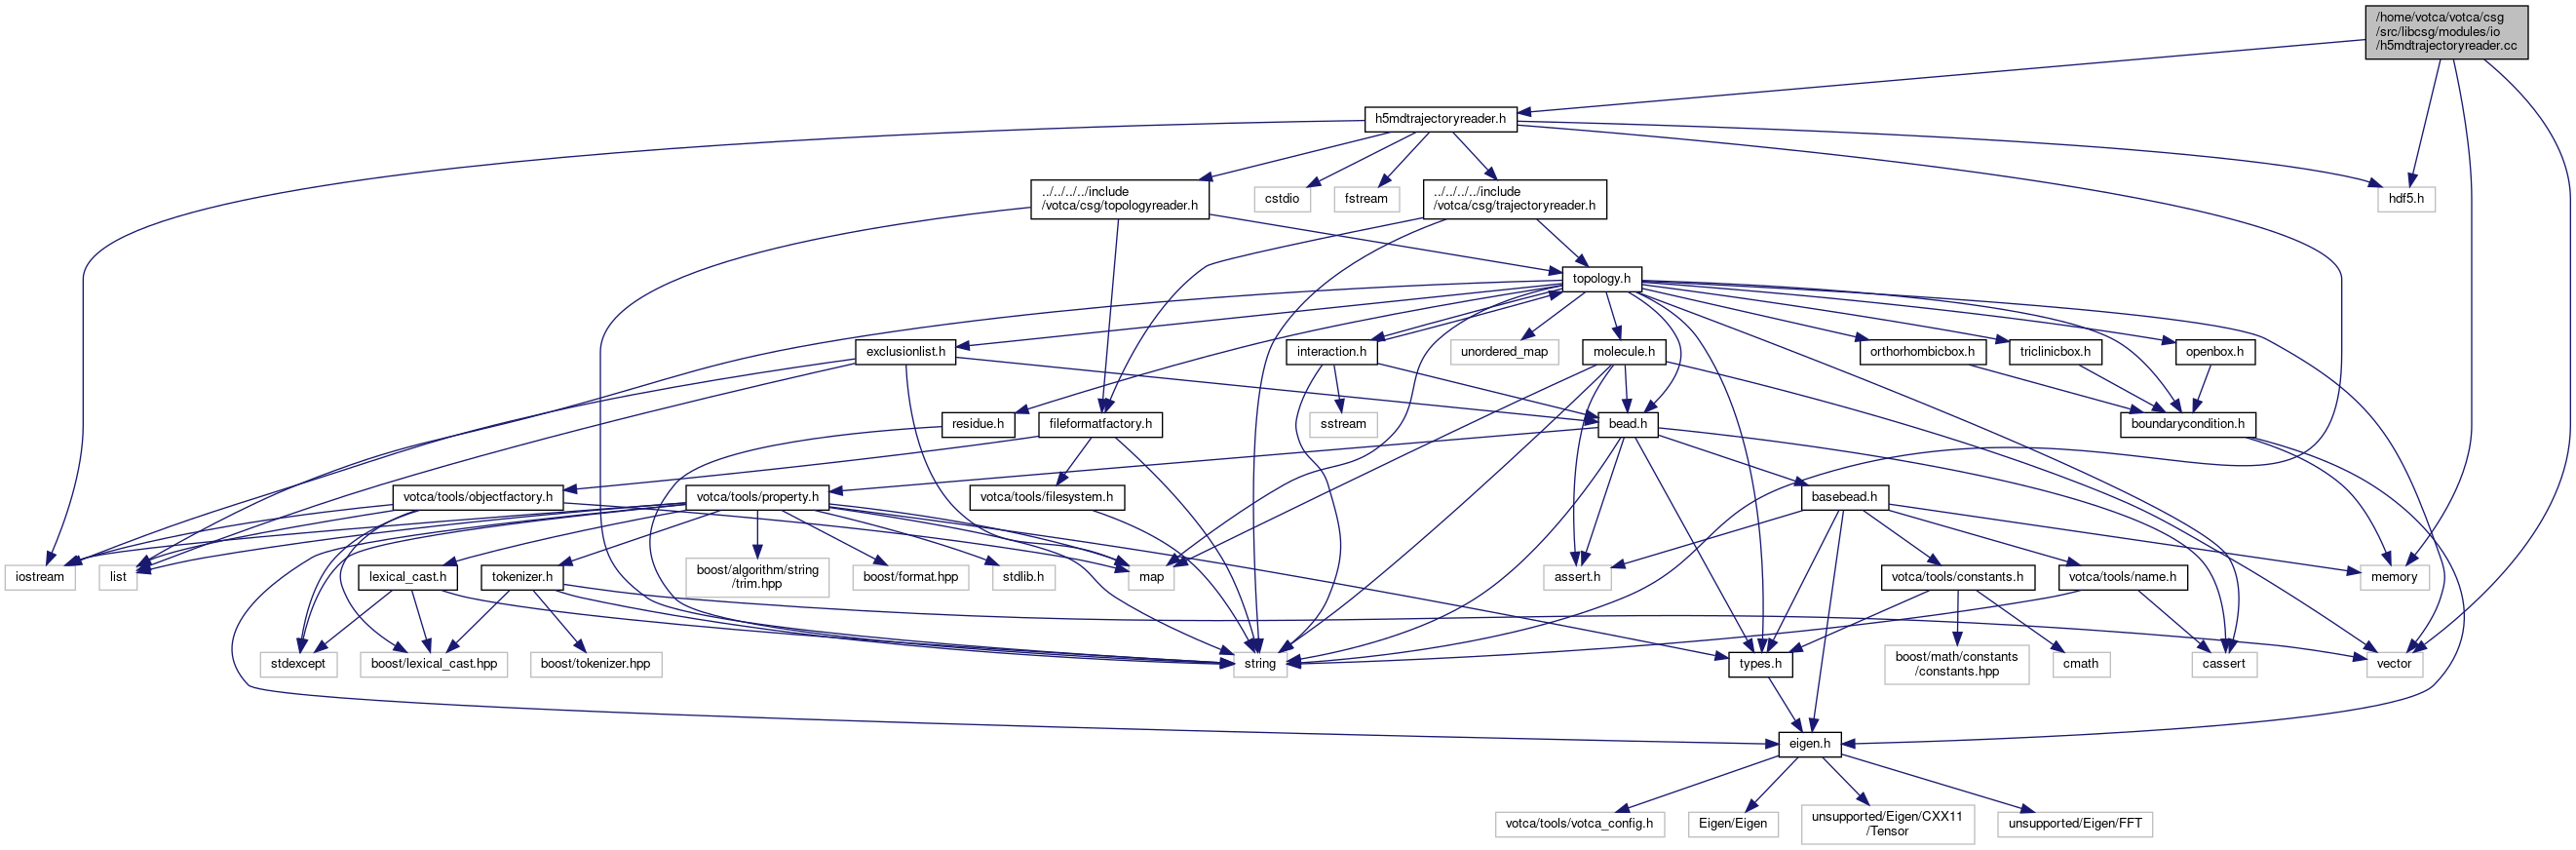 /home/votca/votca/csg
/src/libcsg/modules/io
/h5mdtrajectoryreader.cc
h5mdtrajectoryreader.h
../../../../include
/votca/csg/topologyreader.h
cstdio
fstream
../../../../include
/votca/csg/trajectoryreader.h
hdf5.h
topology.h
exclusionlist.h
interaction.h
unordered_map
molecule.h
orthorhombicbox.h
triclinicbox.h
openbox.h
residue.h
fileformatfactory.h
sstream
bead.h
boundarycondition.h
votca/tools/objectfactory.h
votca/tools/property.h
votca/tools/filesystem.h
basebead.h
iostream
list
lexical_cast.h
tokenizer.h
boost/algorithm/string
/trim.hpp
boost/format.hpp
stdlib.h
map
assert.h
votca/tools/constants.h
votca/tools/name.h
memory
stdexcept
boost/lexical_cast.hpp
boost/tokenizer.hpp
string
types.h
boost/math/constants
/constants.hpp
cmath
cassert
vector
eigen.h
votca/tools/votca_config.h
Eigen/Eigen
unsupported/Eigen/CXX11
/Tensor
unsupported/Eigen/FFT